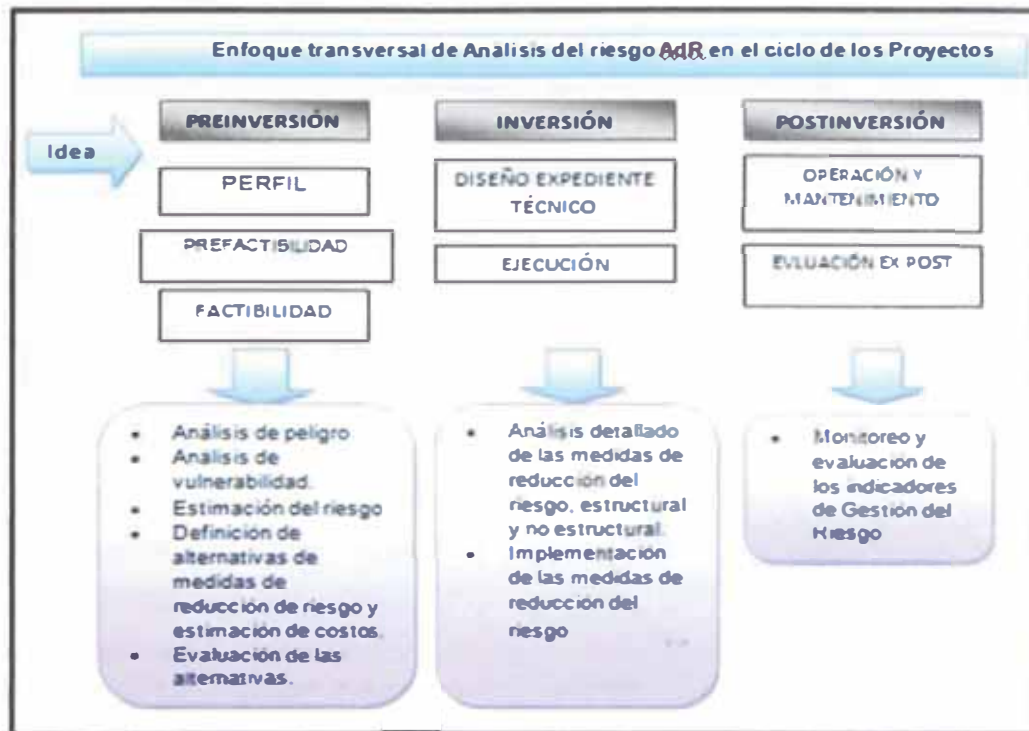 Enfoque transversal de Análisis del riesgo AdR en el ciclo de los Proyectos
Idea
PREINVERSIÓN
PERFIL
PREFACTIBILIDAD
FACTIBILIDAD
INVERSIÓN
DISEÑO EXPEDIENTE
TÉCNICO
EJECUCIÓN
POSTINVERSIÓN
OPERACIÓN Y
MANTENIMIENTO
EVLUACIÓN EX POST
• Análisis de peligro
• Análisis de
vulnerabilidad.
• Estimación del riesgo
• Definición de
alternativas de
medidas de
reducción de riesgo y
estimación de costos.
• Evaluación de las
alternativas.
• Análisis detallado
de las medidas de
reducción del
riesgo, estructural
y no estructural.
• Implementación
de las medidas de
reducción del
riesgo
• Monitoreo y
evaluación de
los indicadores
de Gestión del
Riesgo